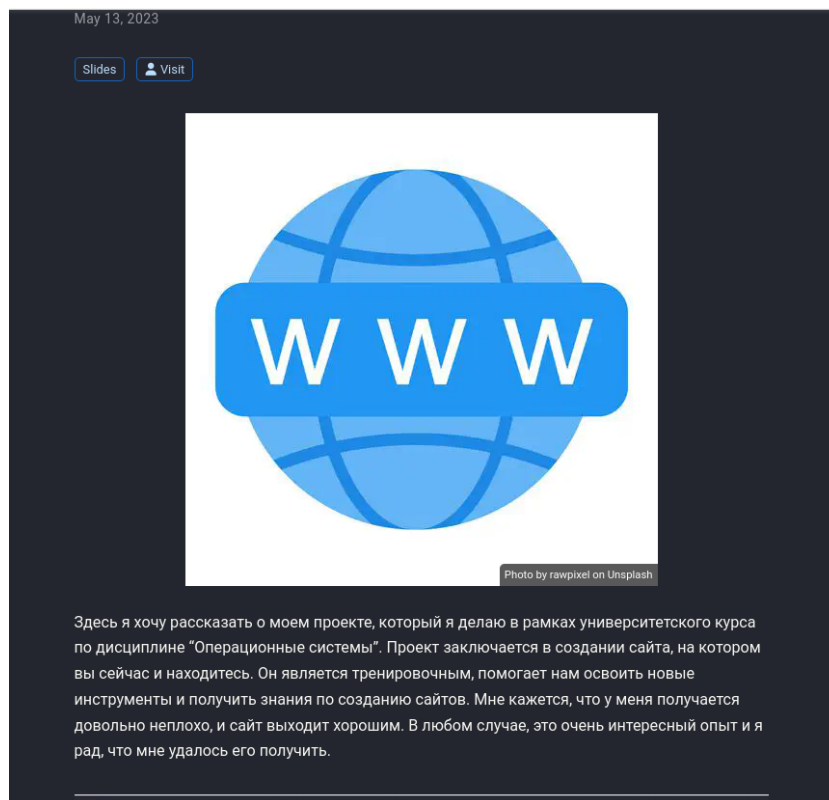 May 13, 2023
Slides
Visit
W W W
Photo by rawpixel on Unsplash
Здесь я хочу рассказать о моем проекте, который я делаю в рамках университетского курса
по дисциплине “Операционные системы”. Проект заключается в создании сайта, на котором
вы сейчас и находитесь. Он является тренировочным, помогает нам освоить новые
инструменты и получить знания по созданию сайтов. Мне кажется, что у меня получается
довольно неплохо, и сайт выходит хорошим. В любом случае, это очень интересный опыт и я
рад, что мне удалось его получить.